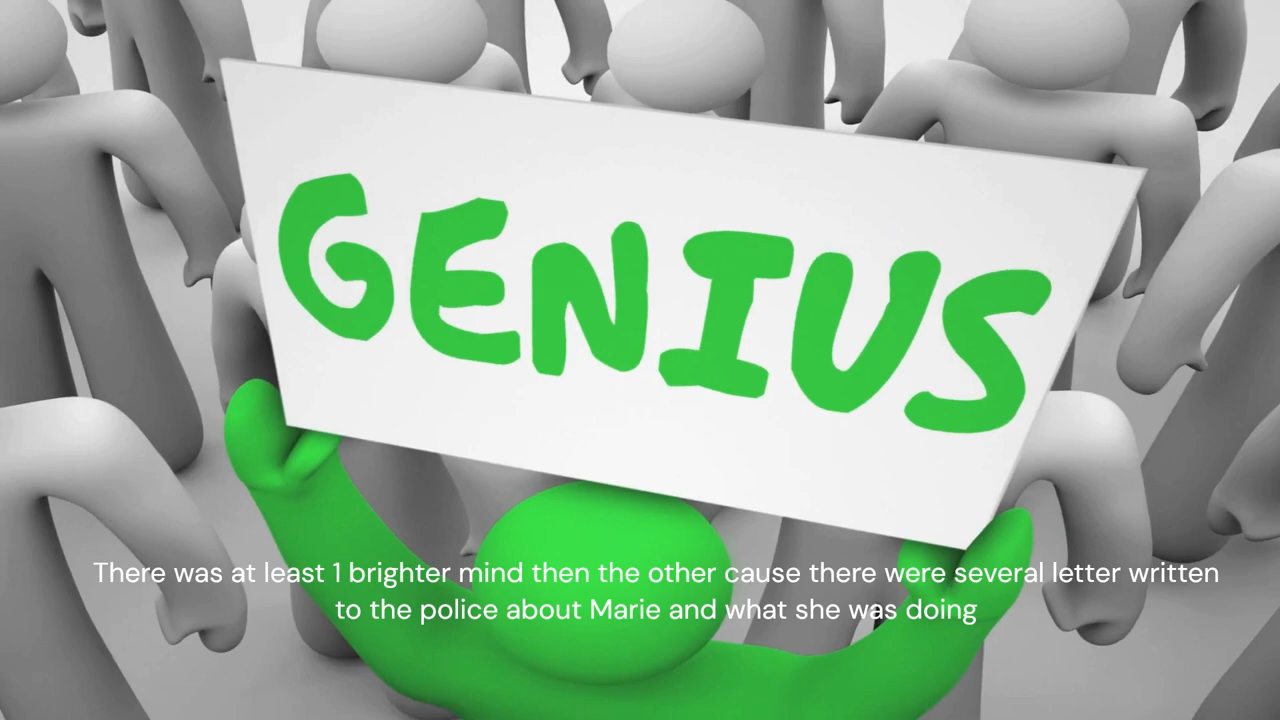 GENIUS
There was at least 1 brighter mind then the other cause there were several letter written
to the police about Marie and what she was doing